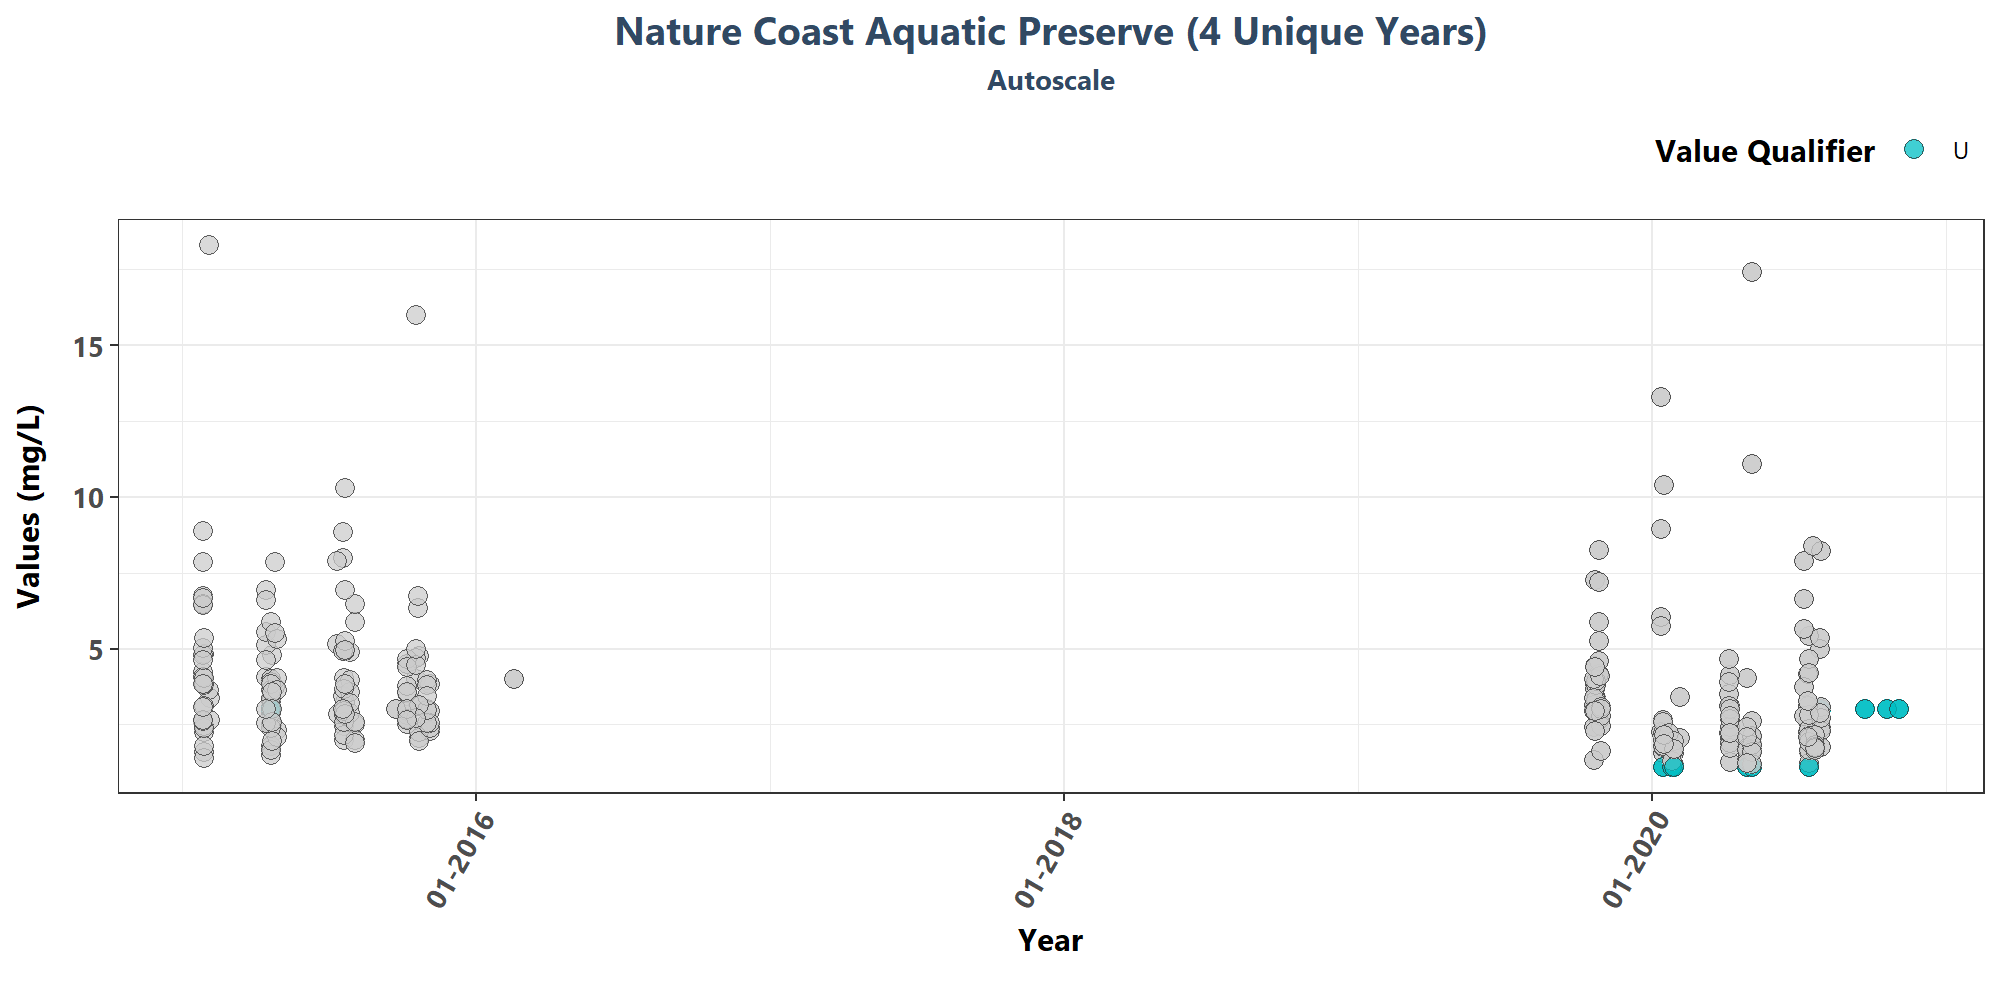 Nature Coast Aquatic Preserve (4 Unique Years)
Autoscale
Value Qualifier U
Values (mg/L)
15
10
5
01-2016
01-2018
01-2020
Year